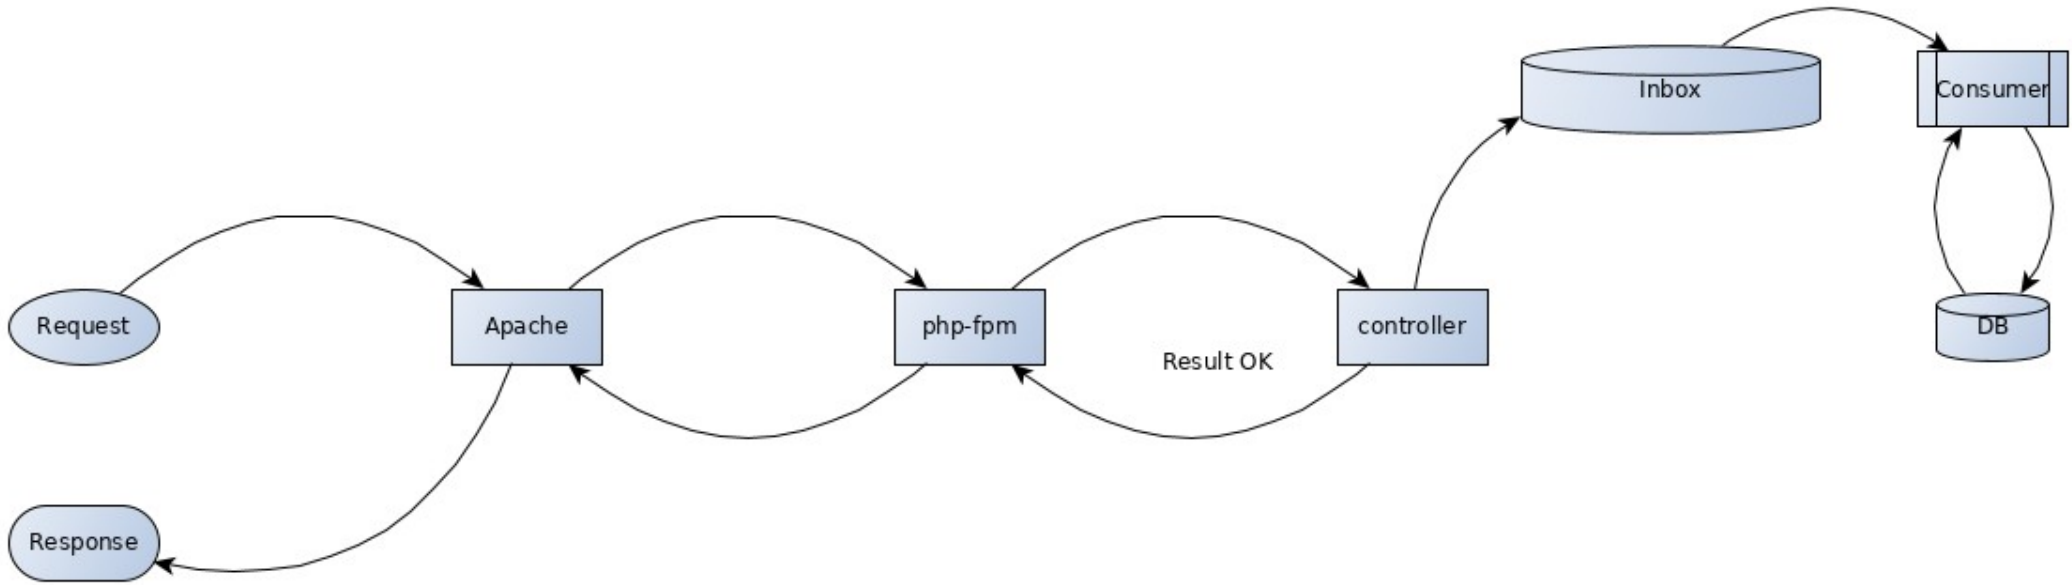 Inbox
Consumer
Request
Apache
php-fpm
controller
DB
Result OK
Response